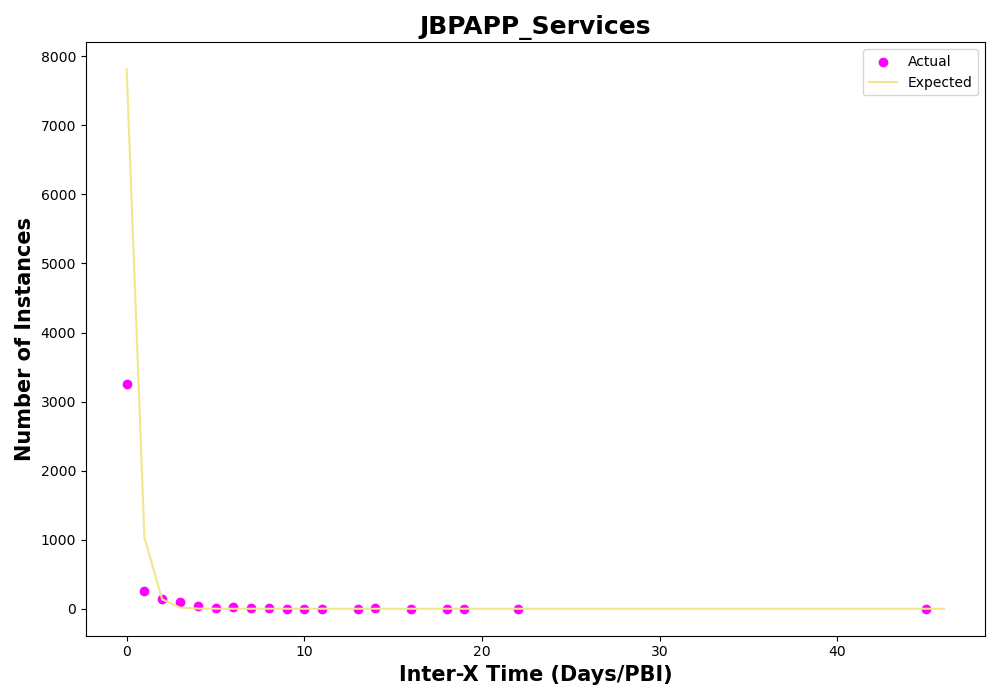 JBPAPP_Services
Actual
Expected
8000
7000
6000
5000
4000
3000
2000
1000
0
Number of Instances
0 10 20 30 40
Inter-X Time (Days/PBI)